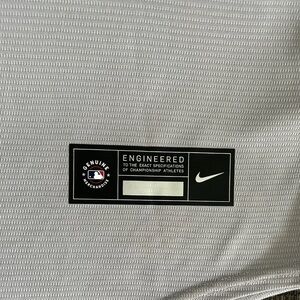 GENUINE
MERCHANDISE
ENGINEERED
TO THE EXACT SPECIFICATIONS
OF CHAMPIONSHIP ATHLETES